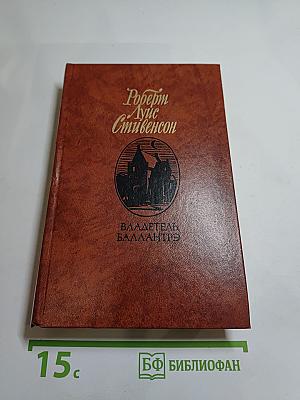 Роберт
Луис
Стивенсон
ВЛАДЕТЕЛЬ
БАЛЛАНТРЭ
15с
БФ БИБЛИОФАН